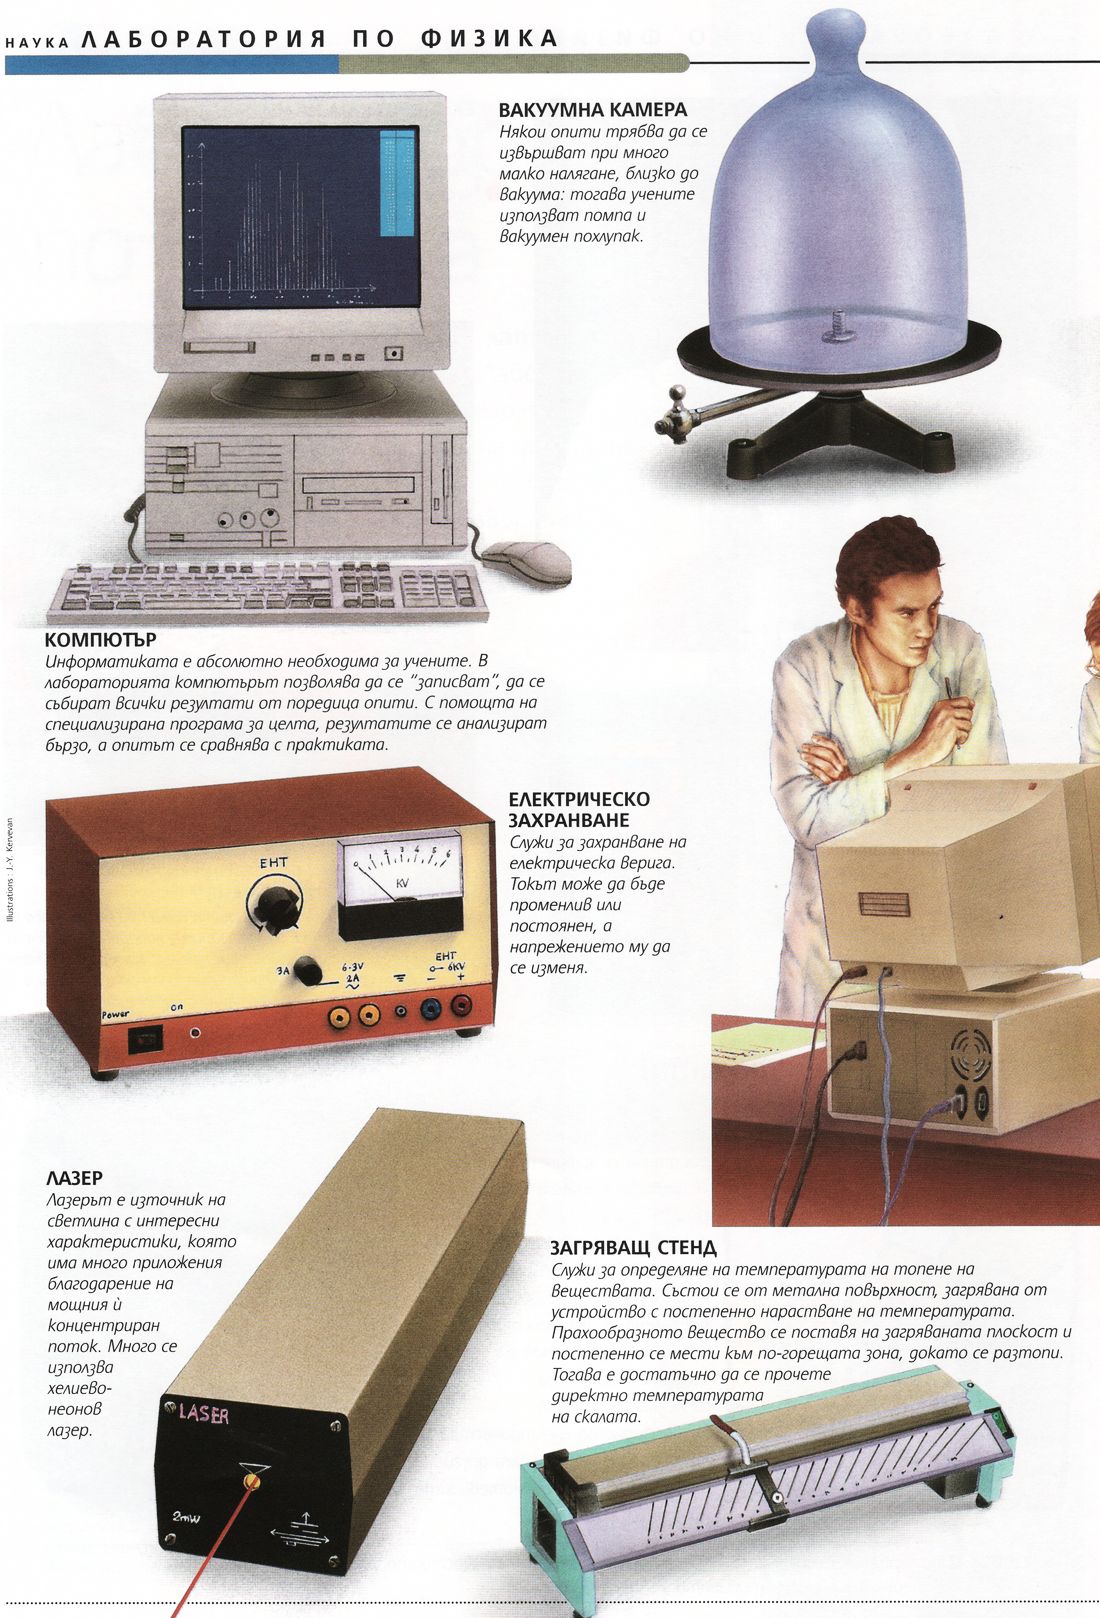 НАУКА ЛАБОРАТОРИЯ ПО ФИЗИКА
ВАКУУМНА КАМЕРА
Някои опити трябва да се
извършват при много
малко налягане, близко до
вакуума: тогава учените
използват помпа и
вакуумен похлупак.
КОМПЮТЪР
Информатиката е абсолютно необходима за учените. В
лабораторията компютърът позволява да се “записват”, да се
събират всички резултати от поредица опити. С помощта на
специализирана програма за целта, резултатите се анализират
бързо, а опитът се сравнява с практиката.
Illustrations : J.-Y. Kervevan
ЕЛЕКТРИЧЕСКО
ЗАХРАНВАНЕ
Служи за захранване на
електрическа верига.
Токът може да бъде
променлив или
постоянен, а
напрежението му да
се изменя.
EHT
0 1 2 3 4 5 6
KV
3A
6·3V
2A
EHT
6KV
− +
Power
On
ЛАЗЕР
Лазерът е източник на
светлина с интересни
характеристики, която
има много приложения
благодарение на
мощния ѝ
концентриран
поток. Много се
използва
хелиево-
неонов
лазер.
LASER
2mW
ЗАГРЯВАЩ СТЕНД
Служи за определяне на температурата на топене на
веществата. Състои се от метална повърхност, загрявана от
устройство с постепенно нарастване на температурата.
Прахообразното вещество се поставя на загряваната плоскост и
постепенно се мести към по-горещата зона, докато се разтопи.
Тогава е достатъчно да се прочете
директно температурата
на скалата.